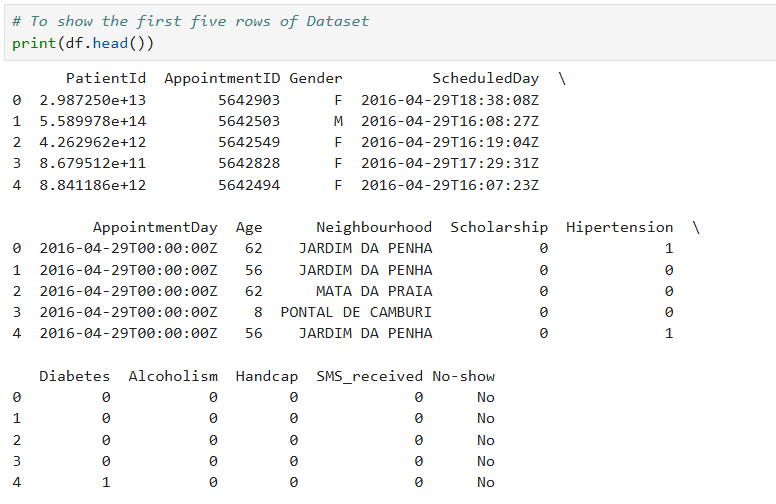 # To show the first five rows of Dataset
print(df.head())
PatientId AppointmentID Gender ScheduledDay \
0 2.987250e+13 5642903 F 2016-04-29T18:38:08Z
1 5.589978e+14 5642503 M 2016-04-29T16:08:27Z
2 4.262962e+12 5642549 F 2016-04-29T16:19:04Z
3 8.679512e+11 5642828 F 2016-04-29T17:29:31Z
4 8.841186e+12 5642494 F 2016-04-29T16:07:23Z
AppointmentDay Age Neighbourhood Scholarship Hipertension \
0 2016-04-29T00:00:00Z 62 JARDIM DA PENHA 0 1
1 2016-04-29T00:00:00Z 56 JARDIM DA PENHA 0 0
2 2016-04-29T00:00:00Z 62 MATA DA PRAIA 0 0
3 2016-04-29T00:00:00Z 8 PONTAL DE CAMBURI 0 0
4 2016-04-29T00:00:00Z 56 JARDIM DA PENHA 0 1
Diabetes Alcoholism Handcap SMS_received No-show
0 0 0 0 0 No
1 0 0 0 0 No
2 0 0 0 0 No
3 0 0 0 0 No
4 1 0 0 0 No